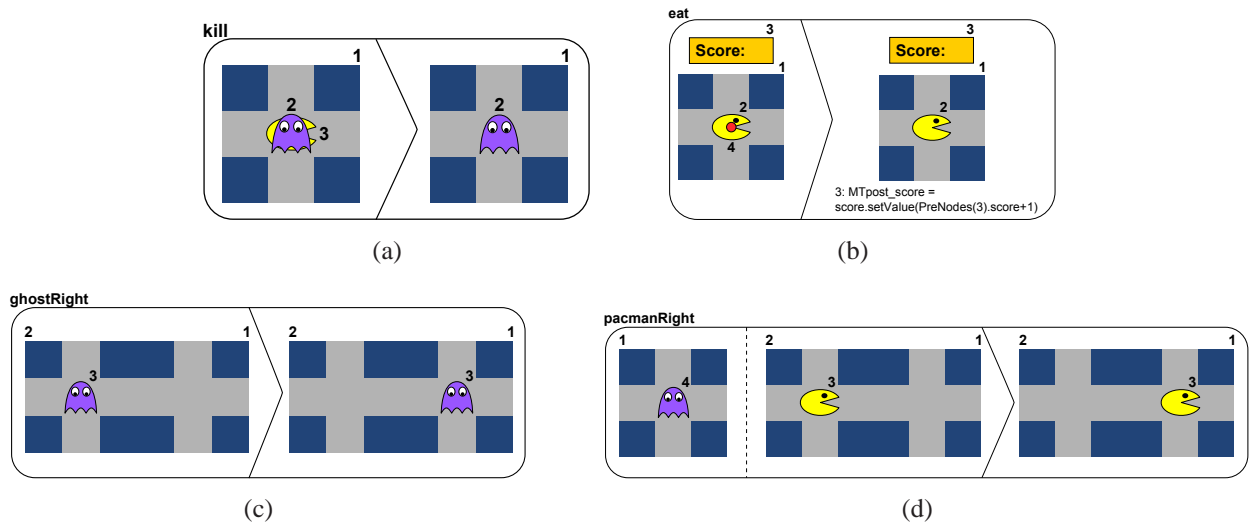 kill
1
1
2
3
2
(a)
eat
3
3
Score:
Score:
1
1
2
4
2
3: MTpost_score =
score.setValue(PreNodes(3).score+1)
(b)
ghostRight
2
1
2
1
3
3
(c)
pacmanRight
1
2
1
2
1
4
3
3
(d)